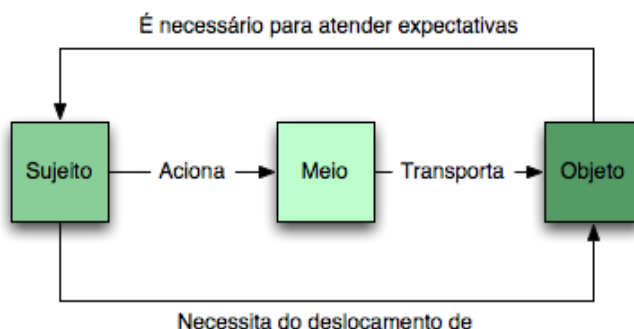 É necessário para atender expectativas
Sujeito
Aciona
Meio
Transporta
Objeto
Necessita do deslocamento de